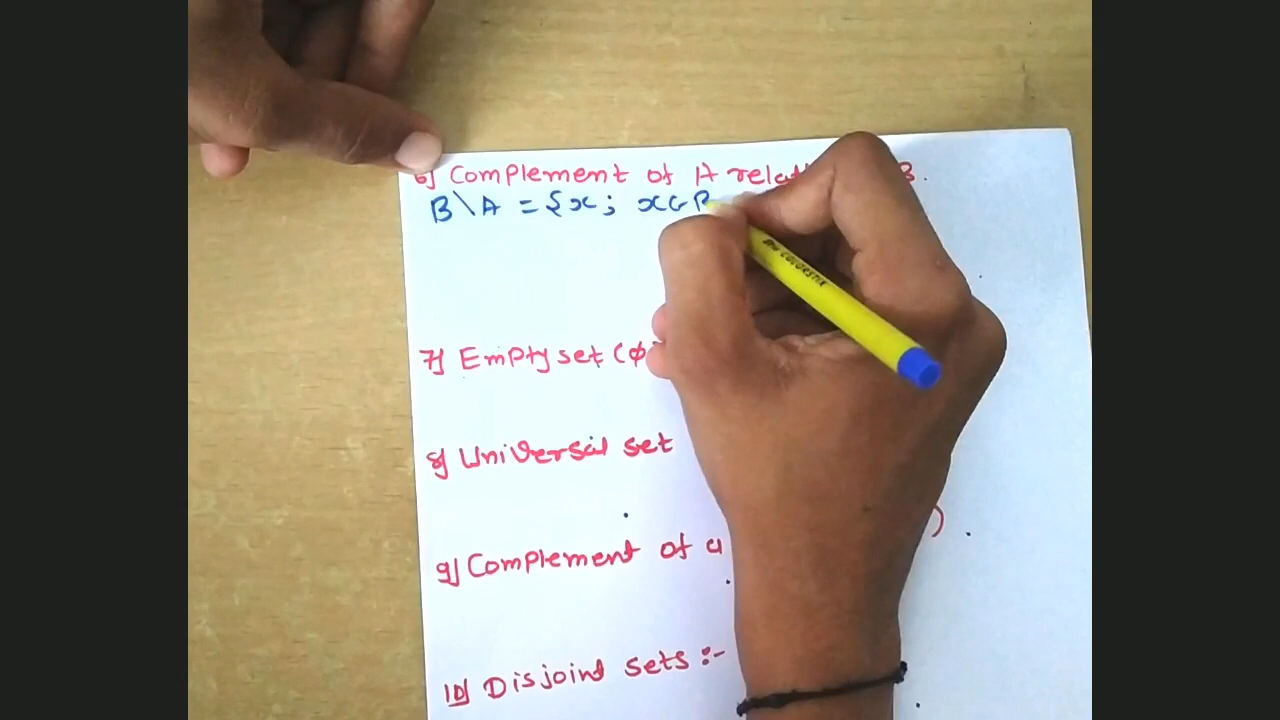 6) Complement of A relat B.
B\A = {x; x∈B
7) Empty set (ϕ)
8) Universal set
9) Complement of a )
10) Disjoint sets :-